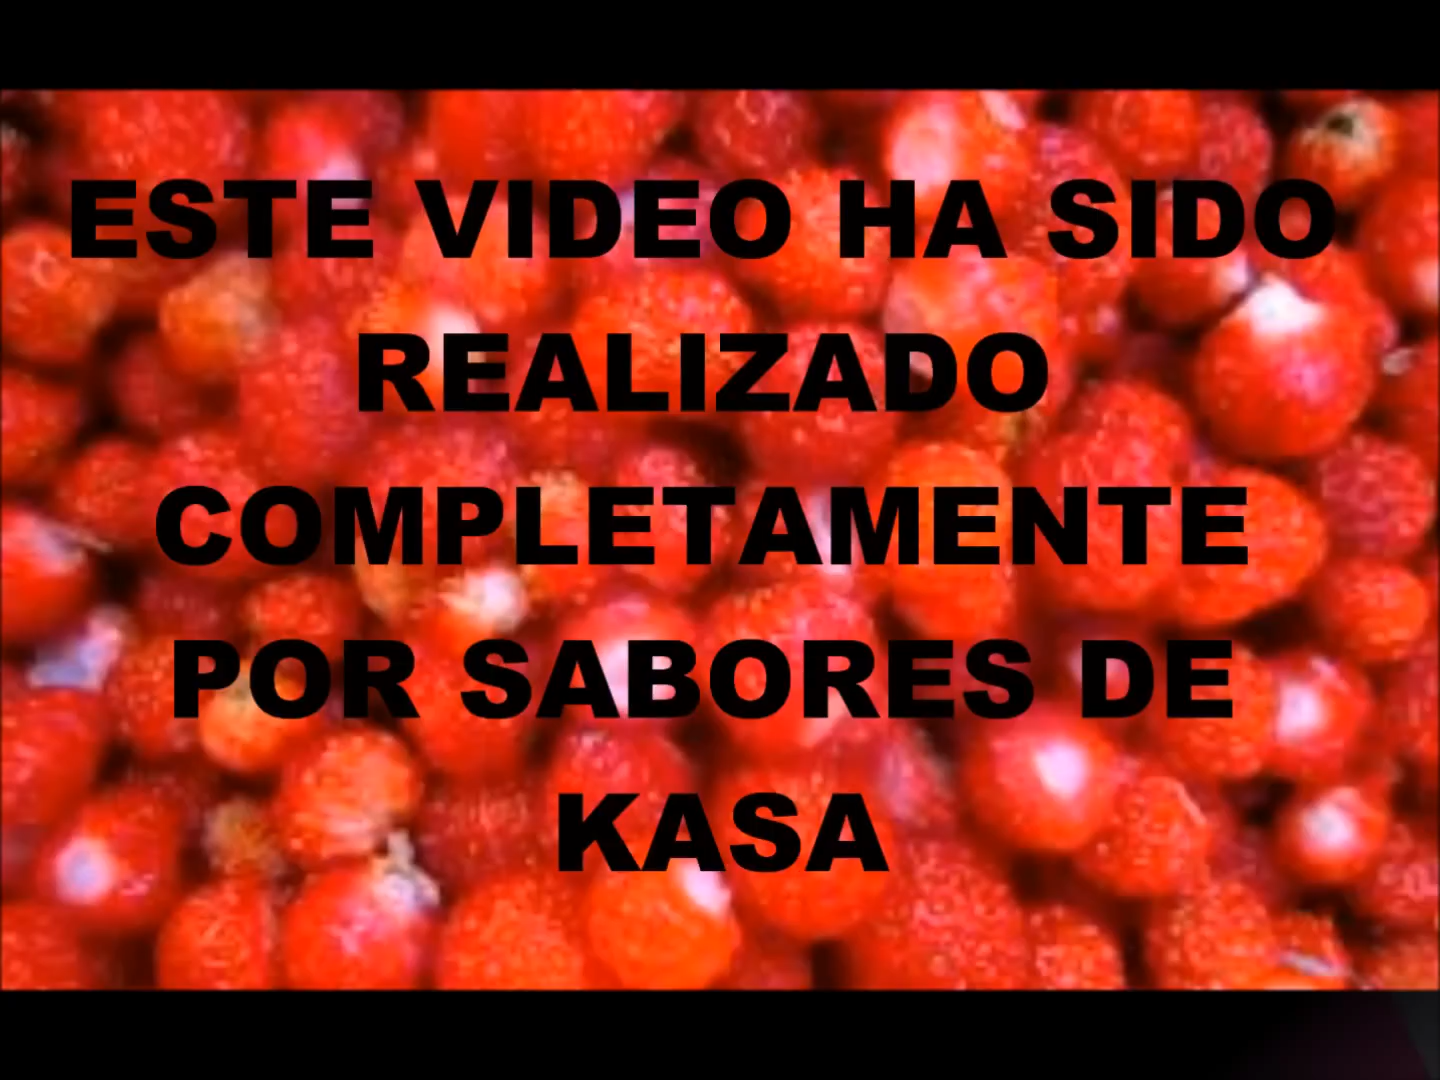 ESTE VIDEO HA SIDO
REALIZADO
COMPLETAMENTE
POR SABORES DE
KASA